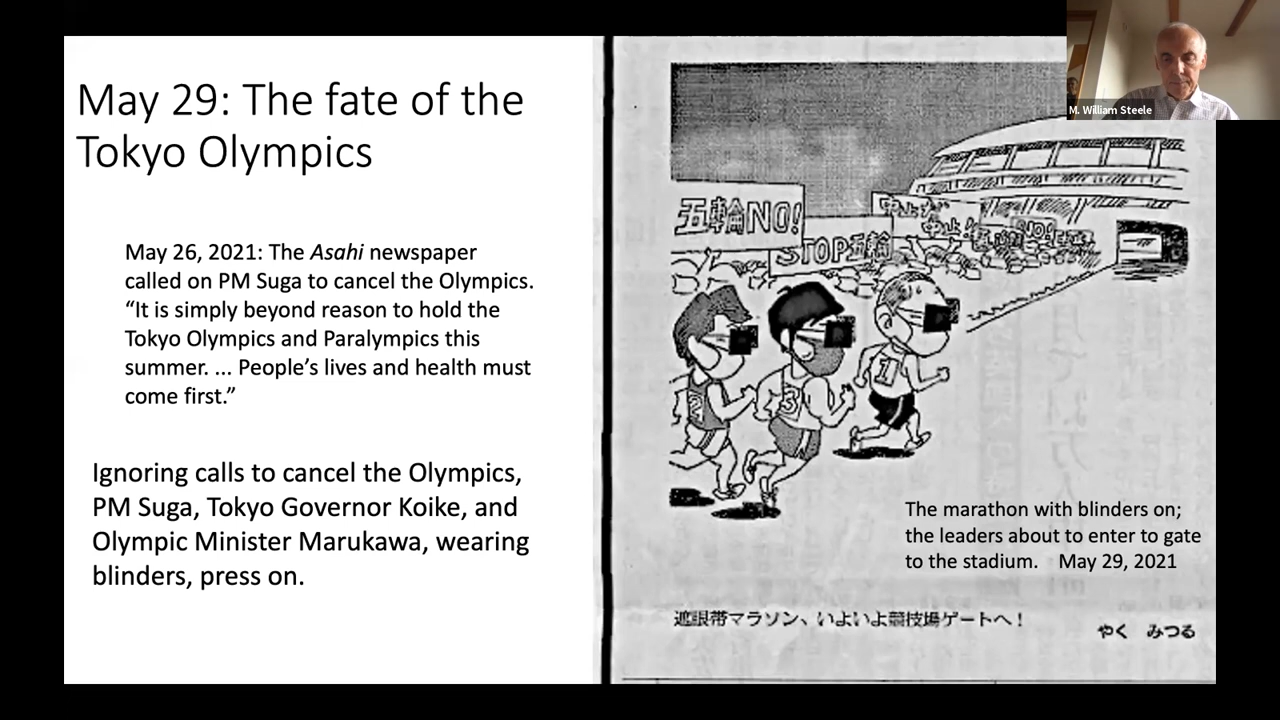 May 29: The fate of the
Tokyo Olympics
May 26, 2021: The Asahi newspaper
called on PM Suga to cancel the Olympics.
“It is simply beyond reason to hold the
Tokyo Olympics and Paralympics this
summer. ... People’s lives and health must
come first.”
Ignoring calls to cancel the Olympics,
PM Suga, Tokyo Governor Koike, and
Olympic Minister Marukawa, wearing
blinders, press on.
M. William Steele
五輪NO!
STOP五輪
中止だ
中止
NO!
2
3
1
The marathon with blinders on;
the leaders about to enter to gate
to the stadium. May 29, 2021
遮眼帯マラソン、いよいよ競技場ゲートへ!
やく みつる